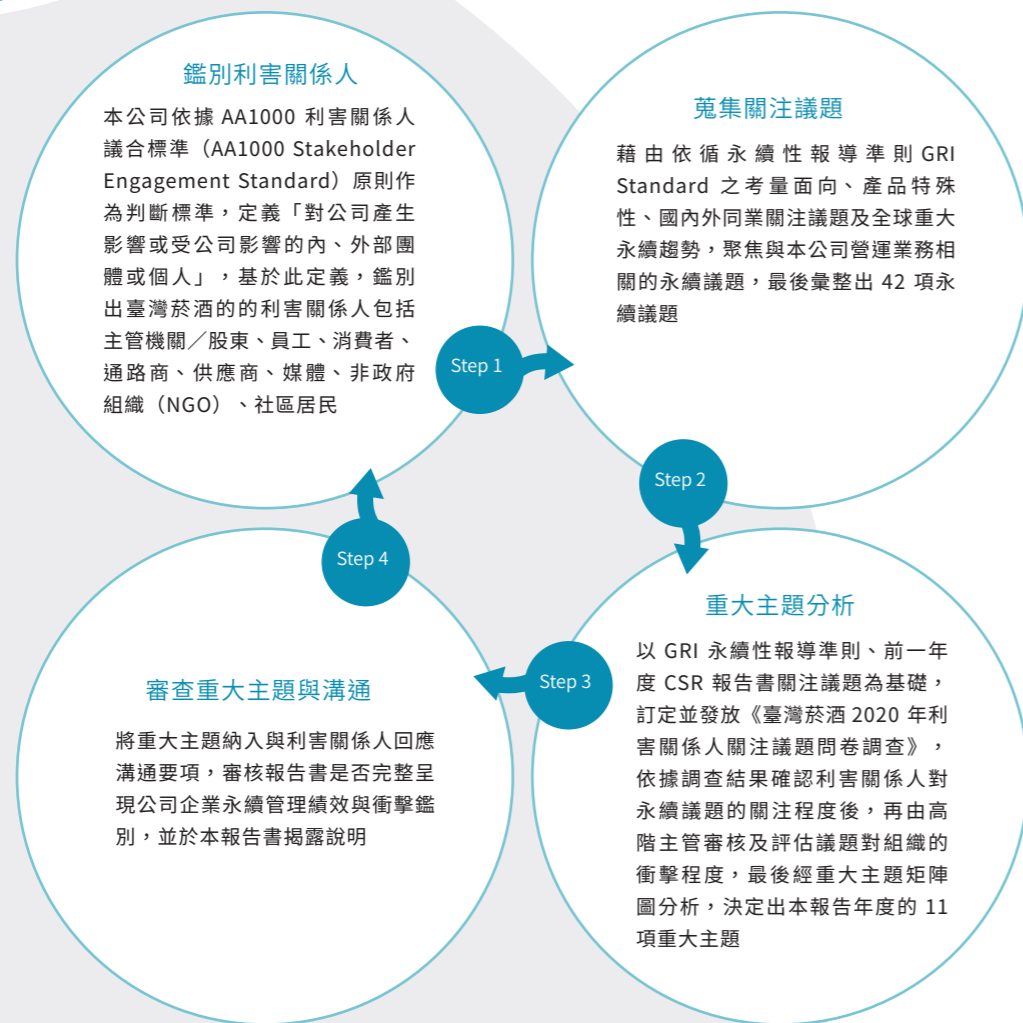 鑑別利害關係人
本公司依據 AA1000 利害關係人
議合標準（AA1000 Stakeholder
Engagement Standard）原則作
為判斷標準，定義「對公司產生
影響或受公司影響的內、外部團
體或個人」，基於此定義，鑑別
出臺灣菸酒的的利害關係人包括
主管機關／股東、員工、消費者、
通路商、供應商、媒體、非政府
組織（NGO）、社區居民
Step 1
蒐集關注議題
藉由依循永續性報導準則 GRI
Standard 之考量面向、產品特殊
性、國內外同業關注議題及全球重大
永續趨勢，聚焦與本公司營運業務相
關的永續議題，最後彙整出 42 項永
續議題
Step 2
重大主題分析
以 GRI 永續性報導準則、前一年
度 CSR 報告書關注議題為基礎，
訂定並發放《臺灣菸酒 2020 年利
害關係人關注議題問卷調查》，
依據調查結果確認利害關係人對
永續議題的關注程度後，再由高
階主管審核及評估議題對組織的
衝擊程度，最後經重大主題矩陣
圖分析，決定出本報告年度的 11
項重大主題
Step 3
審查重大主題與溝通
將重大主題納入與利害關係人回應
溝通要項，審核報告書是否完整呈
現公司企業永續管理績效與衝擊鑑
別，並於本報告書揭露說明
Step 4